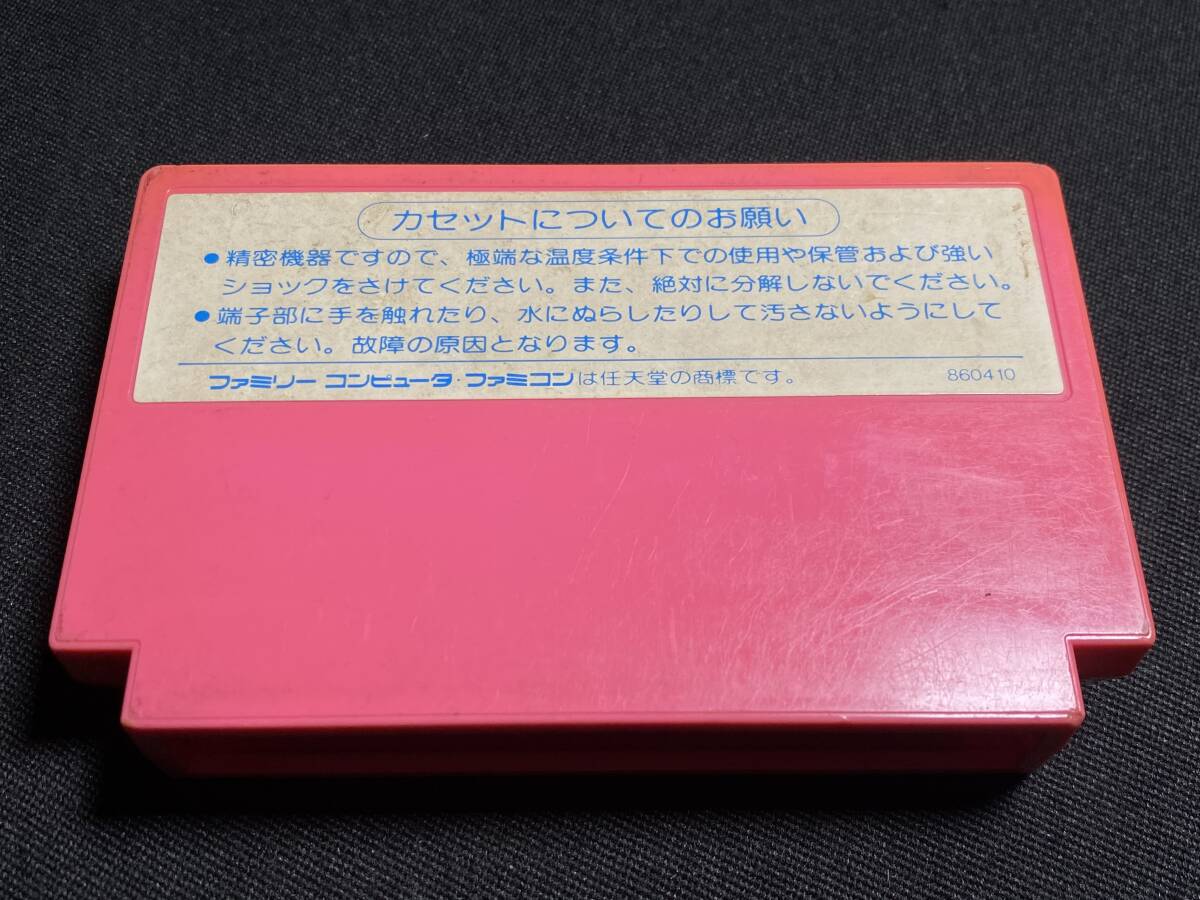 カセットについてのお願い
●精密機器ですので、極端な温度条件下での使用や保管および強い
ショックをさけてください。また、絶対に分解しないでください。
●端子部に手を触れたり、水にぬらしたりして汚さないようにして
ください。故障の原因となります。
ファミリー コンピュータ・ファミコンは任天堂の商標です。 860410